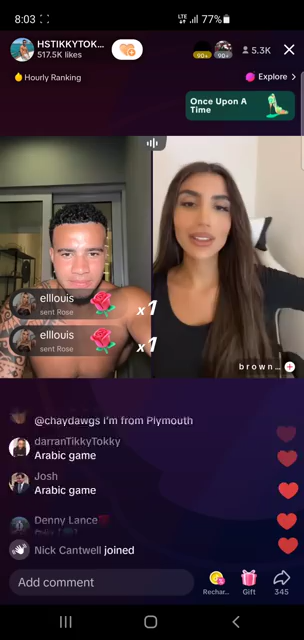 8:03
LTE
77%
HSTIKKYTOK...
517.5K likes
90+
90+
5.3K
Hourly Ranking
Explore >
Once Upon A
Time
elllouis
sent Rose
x1
elllouis
sent Rose
x1
brown...
@chaydawgs I'm from Plymouth
darranTikkyTokky
Arabic game
Josh
Arabic game
Denny Lance
Nick Cantwell joined
Add comment
Rechar...
Gift
345